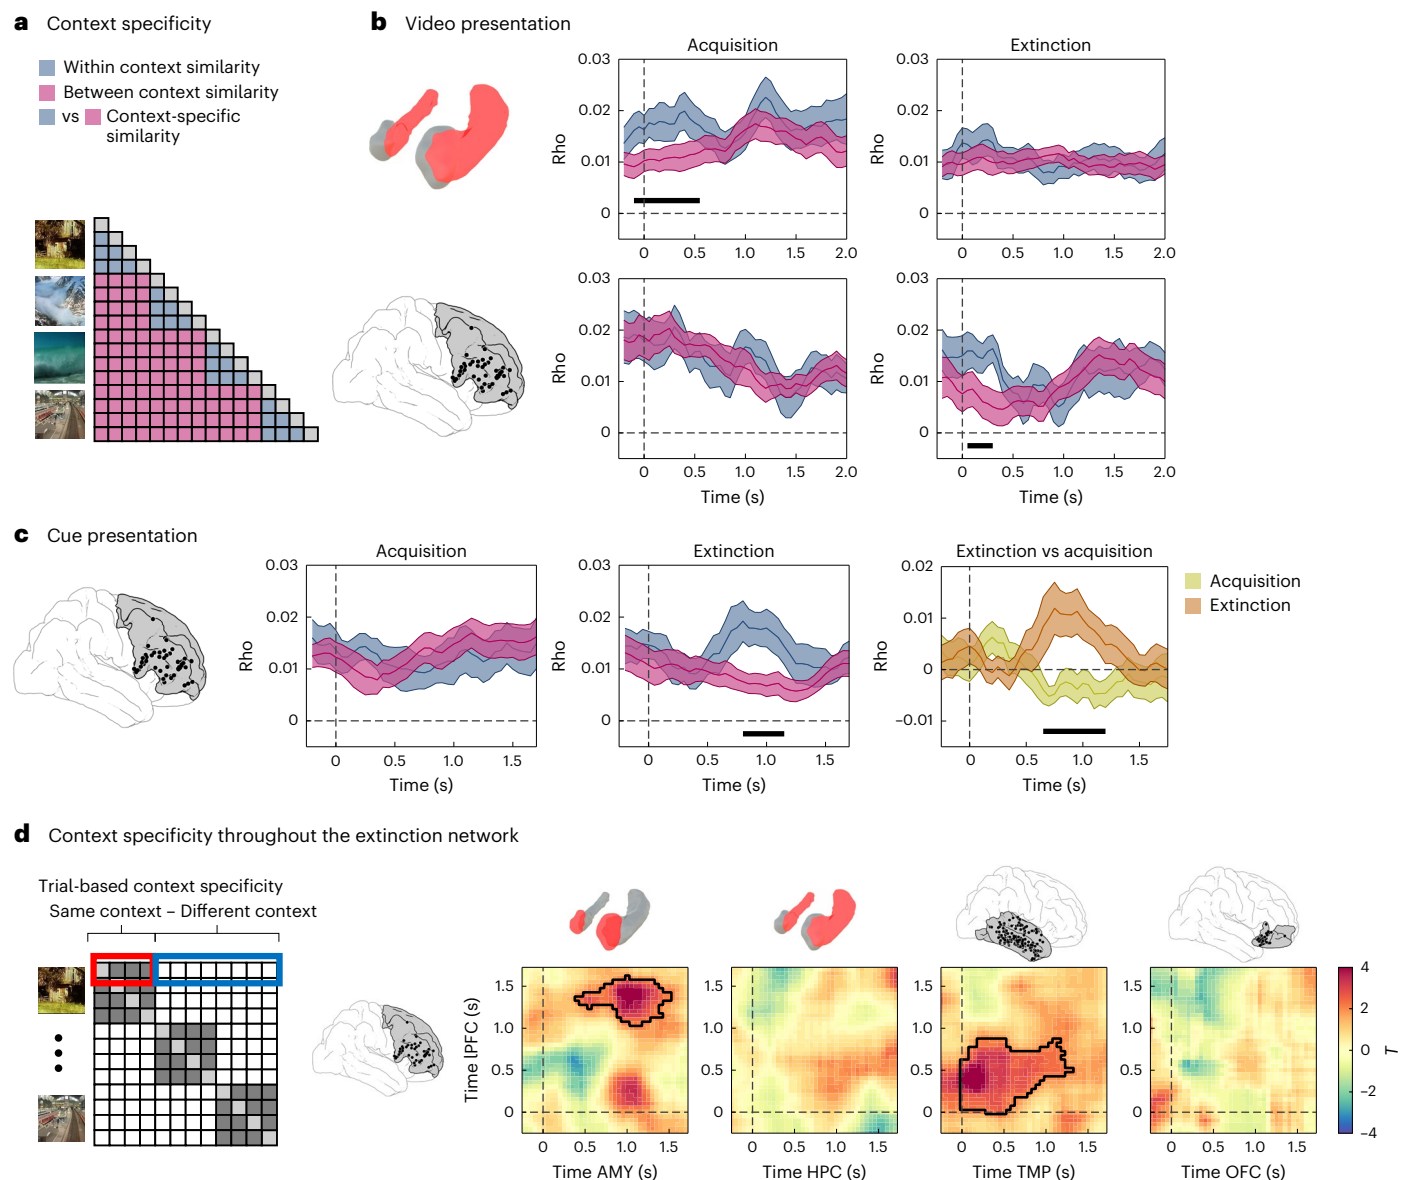 a Context specificity
Within context similarity
Between context similarity
vs Context-specific
similarity
b Video presentation
Acquisition
Extinction
0.03
0.02
0.01
0
Rho
0 0.5 1.0 1.5 2.0
0.03
0.02
0.01
0
Rho
0 0.5 1.0 1.5 2.0
0.03
0.02
0.01
0
Rho
0 0.5 1.0 1.5 2.0
Time (s)
0.03
0.02
0.01
0
Rho
0 0.5 1.0 1.5 2.0
Time (s)
c Cue presentation
Acquisition
0.03
0.02
0.01
0
Rho
0 0.5 1.0 1.5
Time (s)
Extinction
0.03
0.02
0.01
0
Rho
0 0.5 1.0 1.5
Time (s)
Extinction vs acquisition
0.02
0.01
0
−0.01
Rho
0 0.5 1.0 1.5
Time (s)
Acquisition
Extinction
d Context specificity throughout the extinction network
Trial-based context specificity
Same context – Different context
Time lPFC (s)
1.5
1.0
0.5
0
0 0.5 1.0 1.5
Time AMY (s)
1.5
1.0
0.5
0
0 0.5 1.0 1.5
Time HPC (s)
1.5
1.0
0.5
0
0 0.5 1.0 1.5
Time TMP (s)
1.5
1.0
0.5
0
0 0.5 1.0 1.5
Time OFC (s)
4
2
0
−2
−4
T